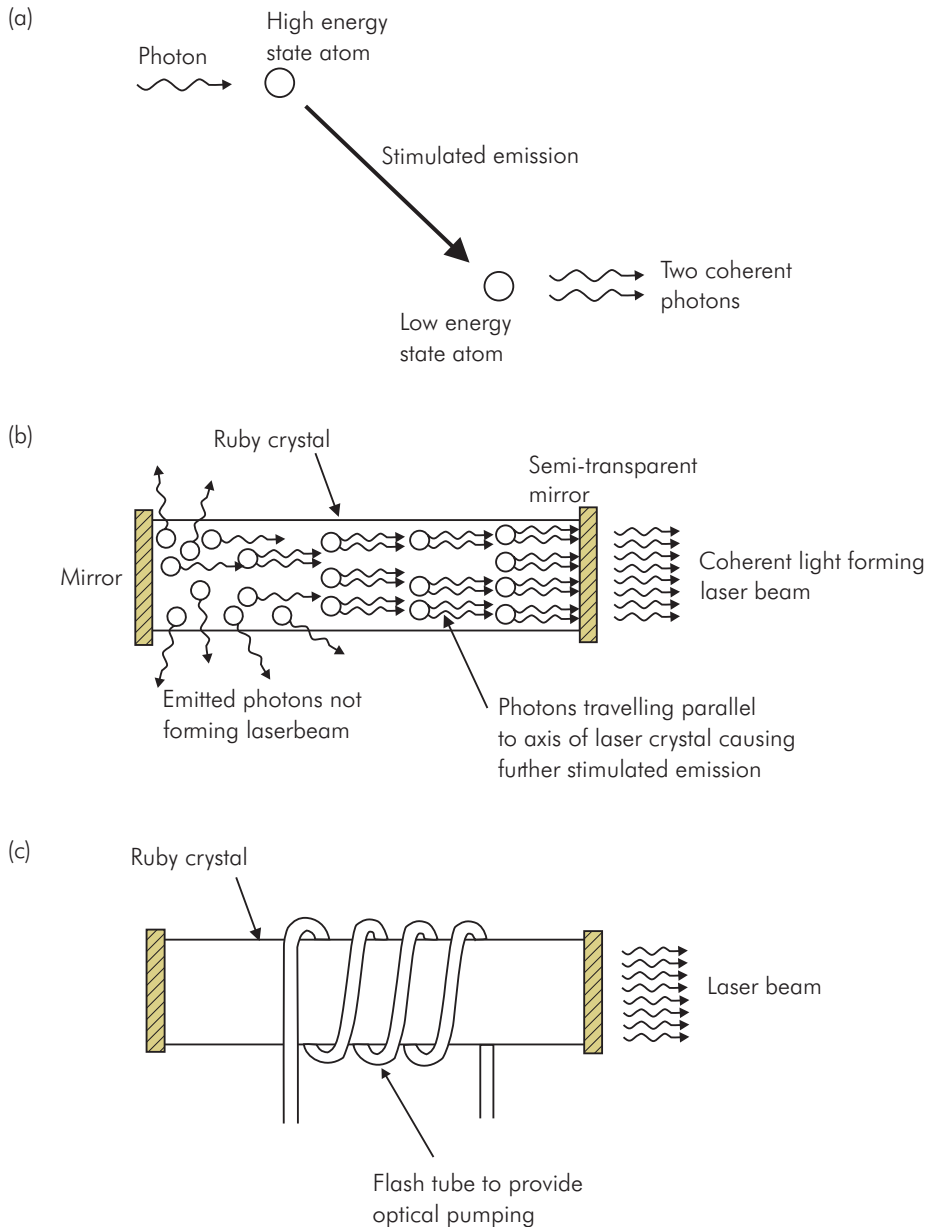 (a)
High energy
state atom
Photon
Stimulated emission
Two coherent
photons
Low energy
state atom
(b)
Ruby crystal
Semi-transparent
mirror
Mirror
Coherent light forming
laser beam
Emitted photons not
forming laserbeam
Photons travelling parallel
to axis of laser crystal causing
further stimulated emission
(c)
Ruby crystal
Laser beam
Flash tube to provide
optical pumping